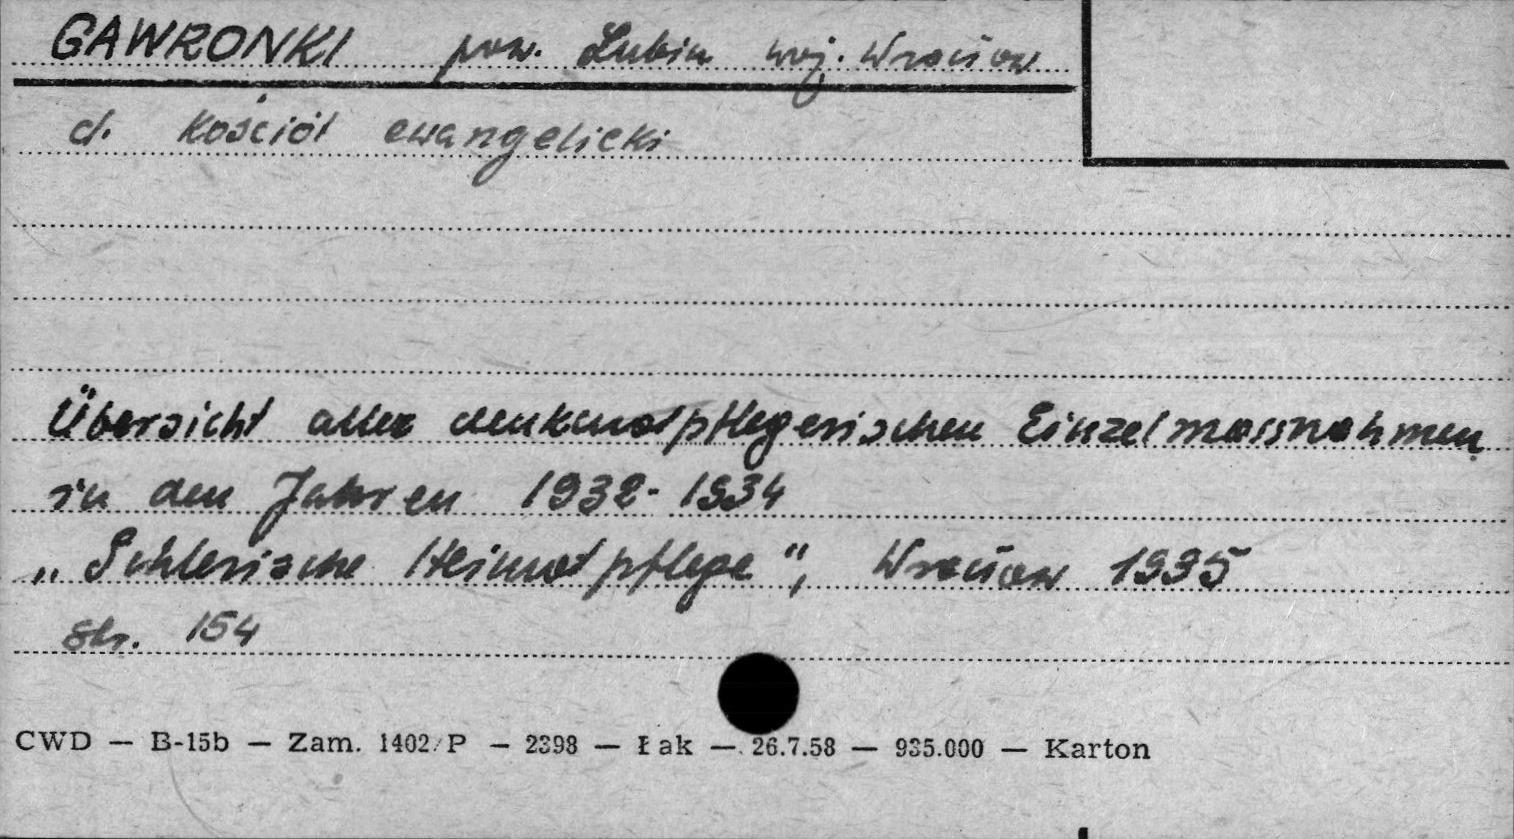 GAWRONKI pow. Lubin woj. Wrocław
d. kościół ewangelicki
Übersicht aller denkmalpflegerischen Einzelmassnahmen
in den Jahren 1932-1934
„Schlesische Heimatpflege", Wrocław 1935
str. 154
CWD — B-15b — Zam. 1402/P — 2398 — Łak — 26.7.58 — 935.000 — Karton